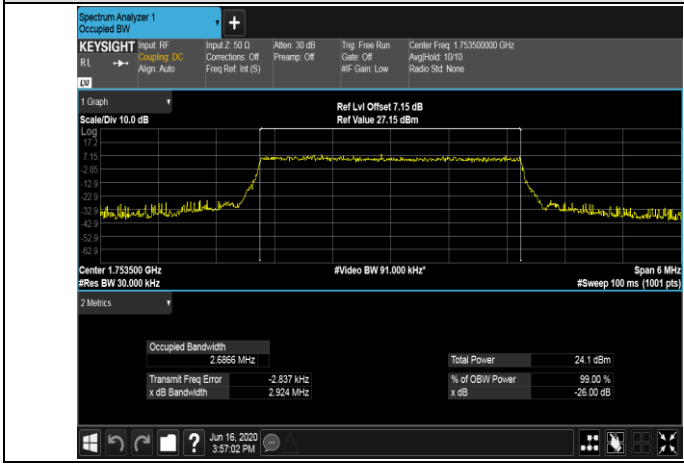 Spectrum Analyzer 1
Occupied BW
+
KEYSIGHT Input: RF Input Z: 50 Ω Atten: 30 dB Trig: Free Run Center Freq: 1.753500000 GHz
RL Coupling: DC Corrections: Off Preamp: Off Gate: Off Avg|Hold: 10/10
Align: Auto Freq Ref: Int (S) #IF Gain: Low Radio Std: None
LXI
1 Graph
Ref Lvl Offset 7.15 dB
Scale/Div 10.0 dB Ref Value 27.15 dBm
Log
17.2
7.15
-2.85
-12.9
-22.9
-32.9
-42.9
-52.9
-62.9
Center 1.753500 GHz #Video BW 91.000 kHz* Span 6 MHz
#Res BW 30.000 kHz #Sweep 100 ms (1001 pts)
2 Metrics
Occupied Bandwidth
2.6866 MHz Total Power 24.1 dBm
Transmit Freq Error -2.837 kHz % of OBW Power 99.00 %
x dB Bandwidth 2.924 MHz x dB -26.00 dB
? Jun 16, 2020
3:57:02 PM